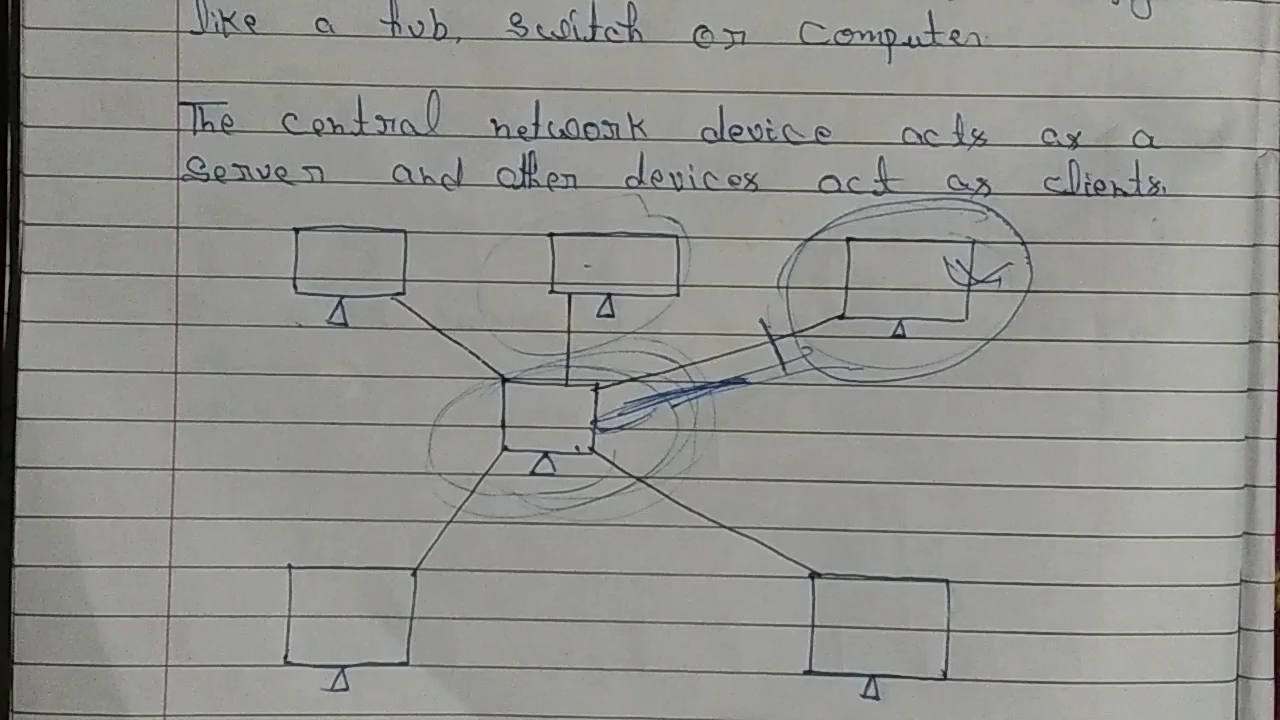 like a hub, switch or computer.
The central network device acts as a
server and other devices act as clients.